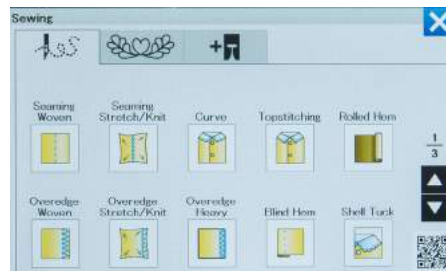 Sewing
Seaming Woven
Seaming Stretch/Knit
Curve
Topstitching
Rolled Hem
1
3
Overedge Woven
Overedge Stretch/Knit
Overedge Heavy
Blind Hem
Shell Tuck